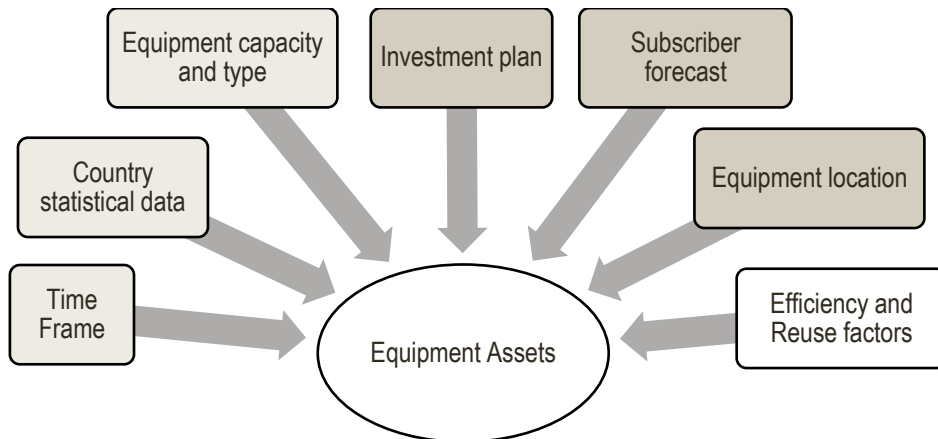 Equipment capacity
and type
Investment plan
Subscriber
forecast
Country
statistical data
Equipment location
Time
Frame
Efficiency and
Reuse factors
Equipment Assets